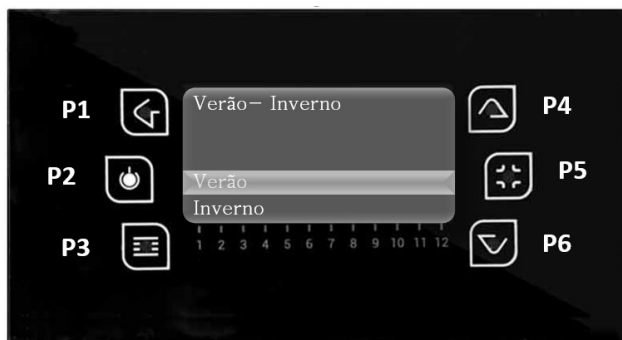 Verão- Inverno
P1
P4
P2
Verão
P5
Inverno
P3
1 2 3 4 5 6 7 8 9 10 11 12
P6